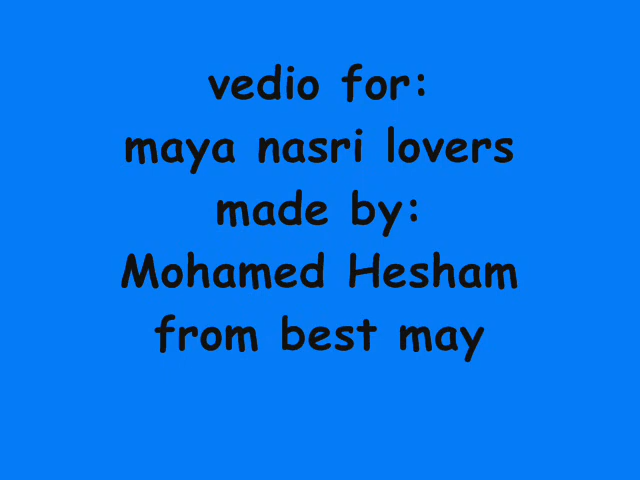 vedio for:
maya nasri lovers
made by:
Mohamed Hesham
from best may